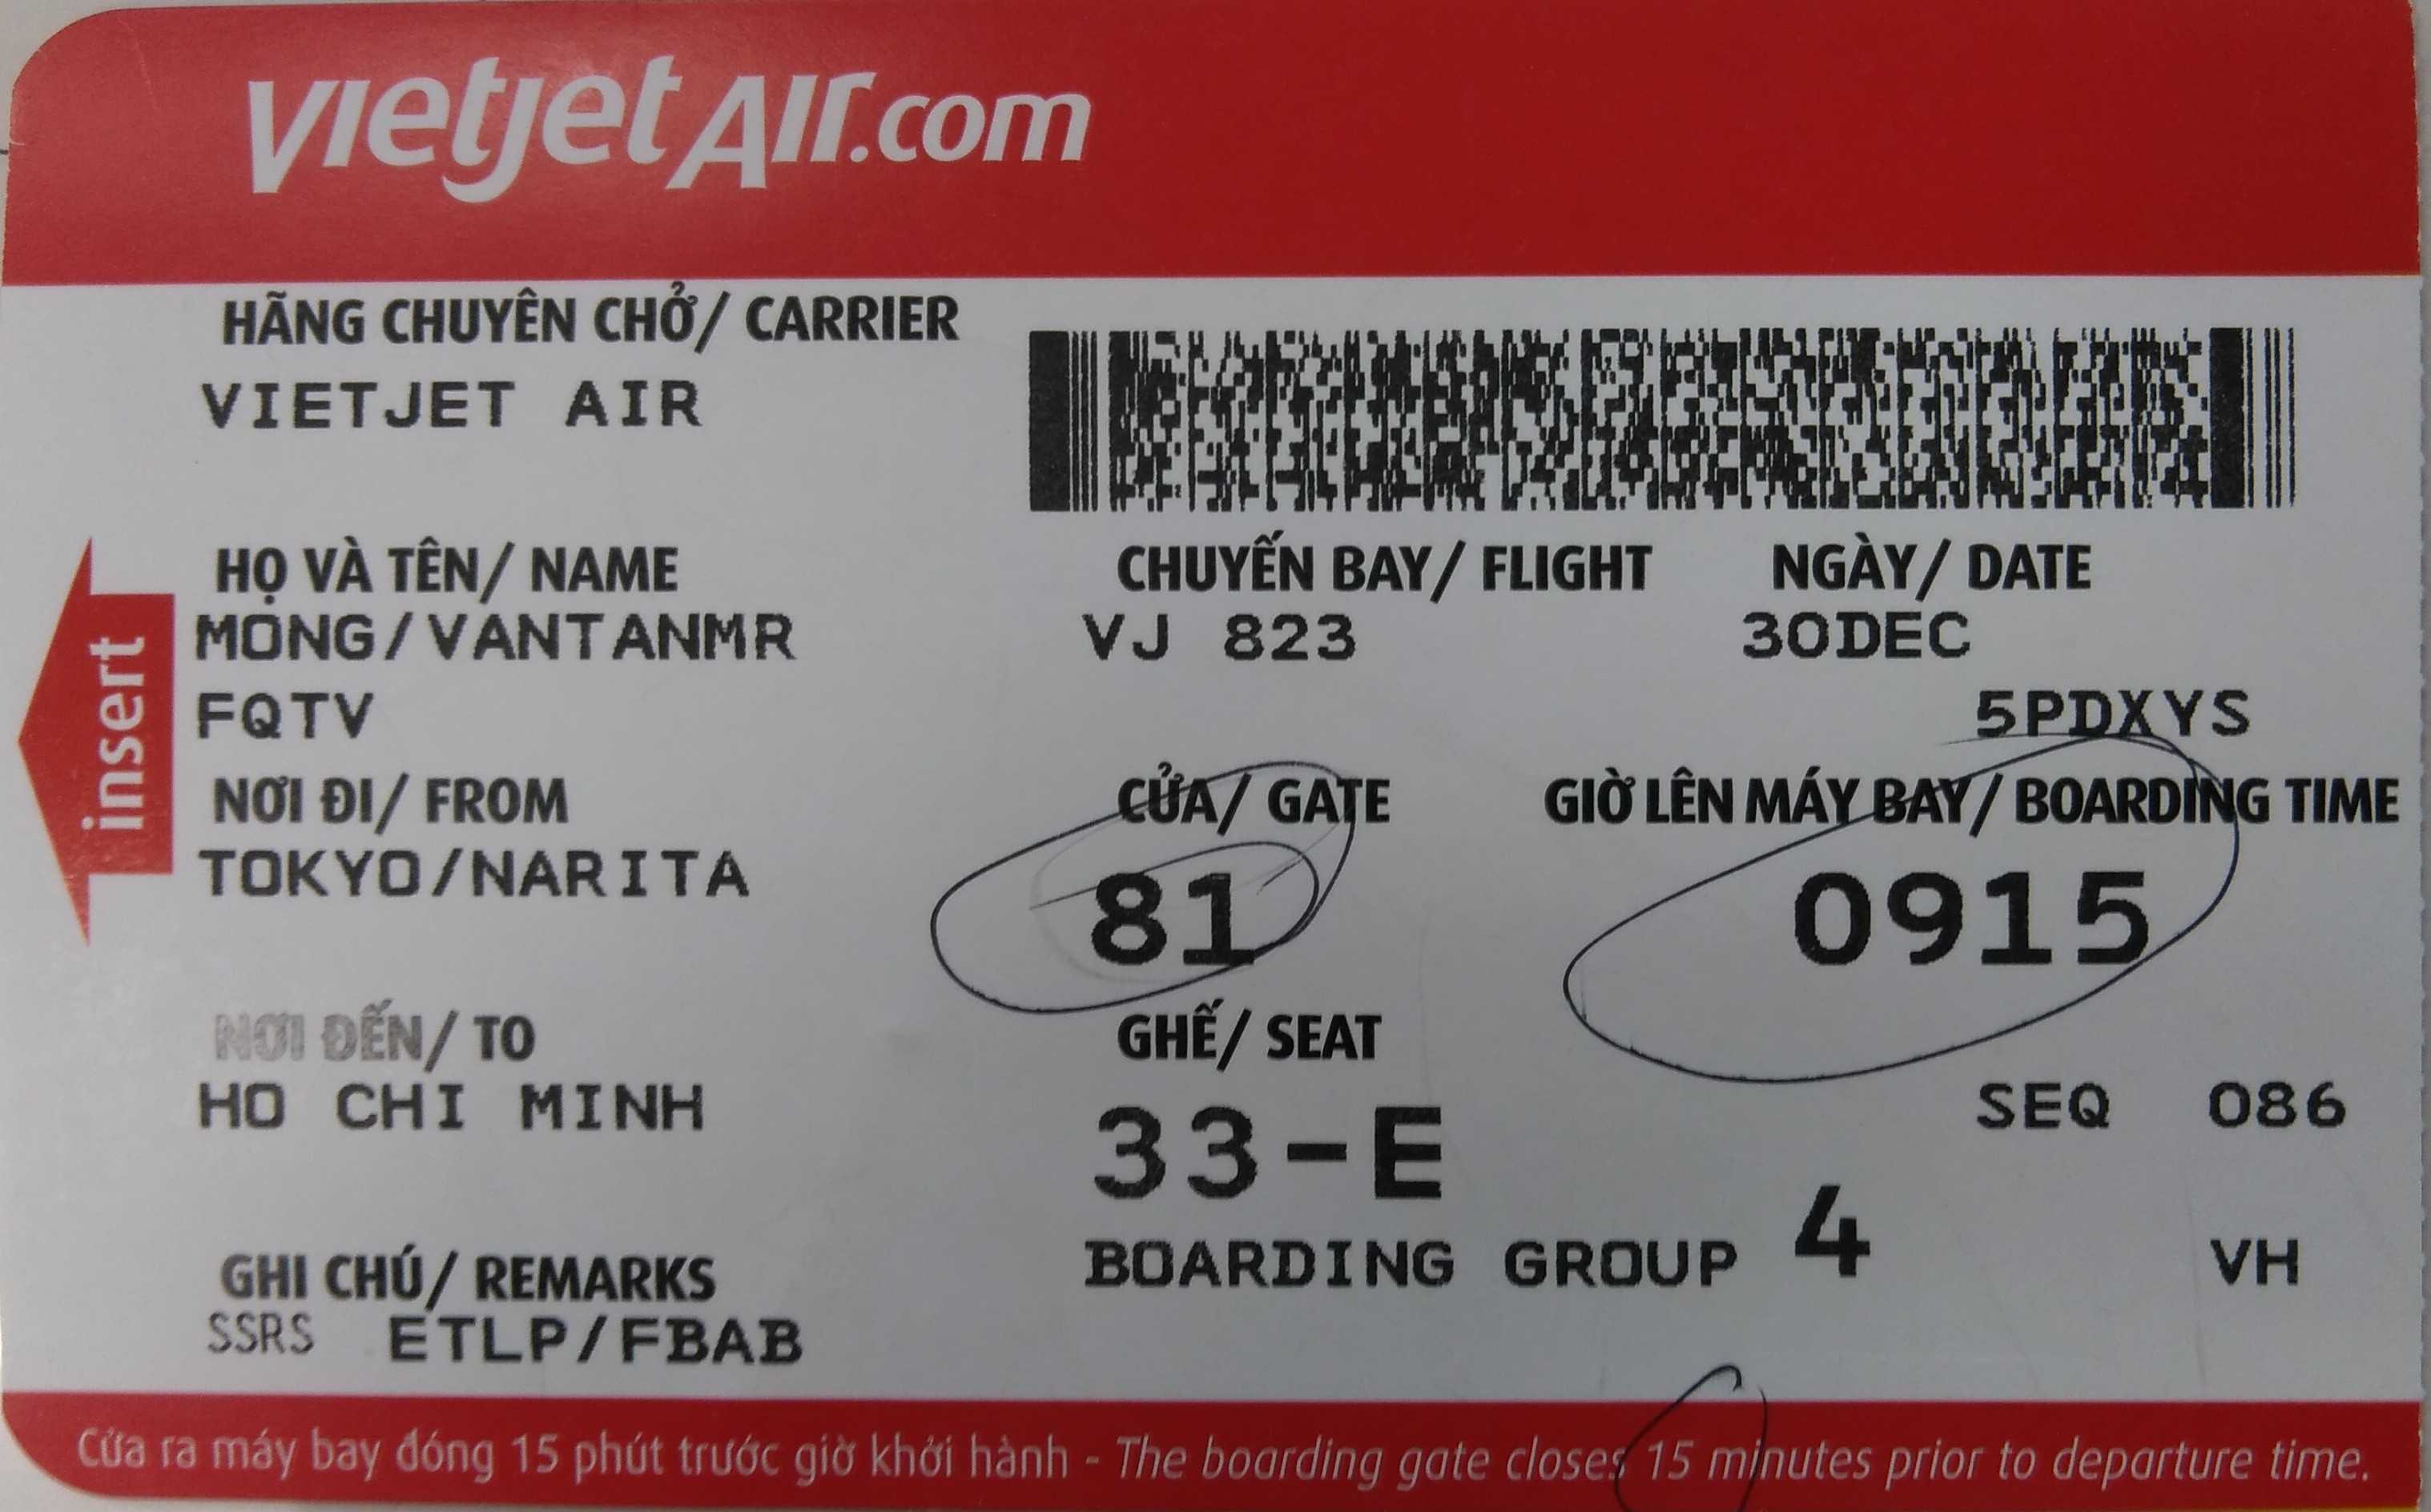 vietjetAir.com
HÃNG CHUYÊN CHỞ/ CARRIER
VIETJET AIR
HỌ VÀ TÊN/ NAME
MONG/VANTANMR
CHUYẾN BAY/ FLIGHT
VJ 823
NGÀY/ DATE
30DEC
FQTV
5PDXYS
insert
NƠI ĐI/ FROM
TOKYO/NARITA
CỬA/ GATE
81
GIỜ LÊN MÁY BAY/ BOARDING TIME
0915
NƠI ĐẾN/ TO
HO CHI MINH
GHẾ/ SEAT
33-E
SEQ 086
BOARDING GROUP 4
VH
GHI CHÚ/ REMARKS
SSRS ETLP/FBAB
Cửa ra máy bay đóng 15 phút trước giờ khởi hành - The boarding gate closes 15 minutes prior to departure time.